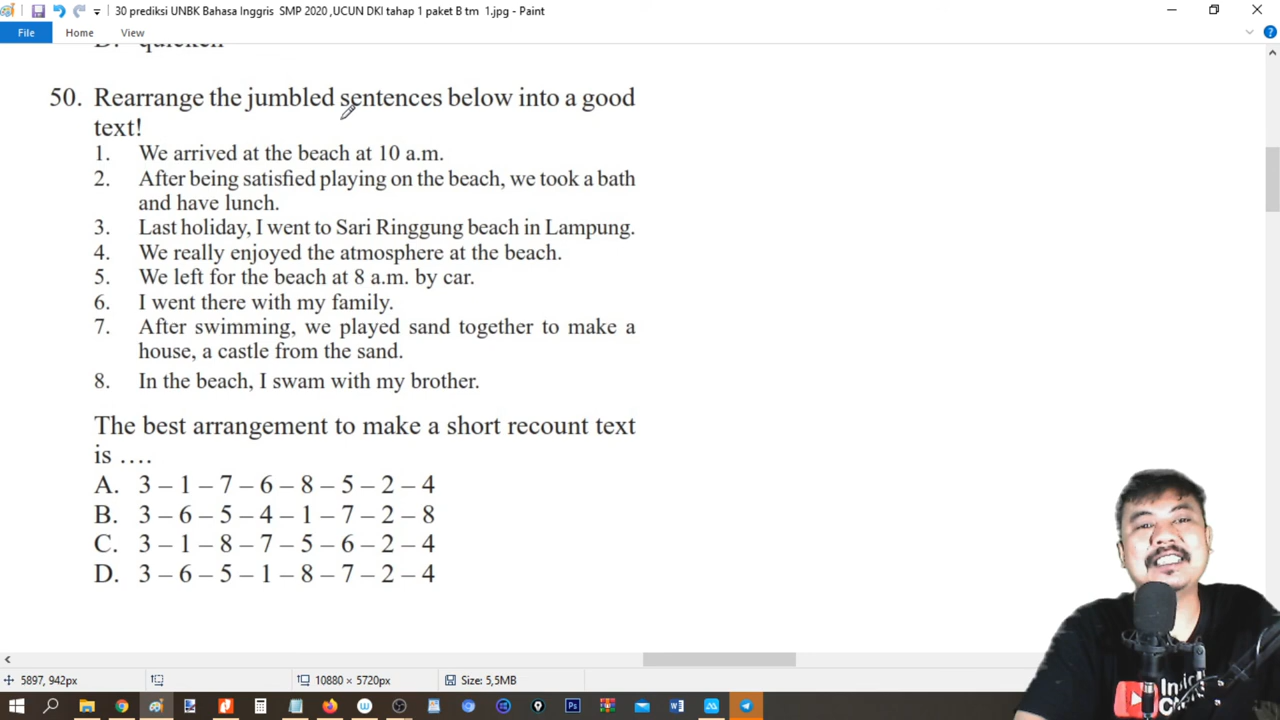 30 prediksi UNBK Bahasa Inggris SMP 2020 ,UCUN DKI tahap 1 paket B tm 1.jpg - Paint
File Home View
50. Rearrange the jumbled sentences below into a good
text!
1. We arrived at the beach at 10 a.m.
2. After being satisfied playing on the beach, we took a bath
and have lunch.
3. Last holiday, I went to Sari Ringgung beach in Lampung.
4. We really enjoyed the atmosphere at the beach.
5. We left for the beach at 8 a.m. by car.
6. I went there with my family.
7. After swimming, we played sand together to make a
house, a castle from the sand.
8. In the beach, I swam with my brother.
The best arrangement to make a short recount text
is ….
A. 3 – 1 – 7 – 6 – 8 – 5 – 2 – 4
B. 3 – 6 – 5 – 4 – 1 – 7 – 2 – 8
C. 3 – 1 – 8 – 7 – 5 – 6 – 2 – 4
D. 3 – 6 – 5 – 1 – 8 – 7 – 2 – 4
5897, 942px 10880 × 5720px Size: 5,5MB